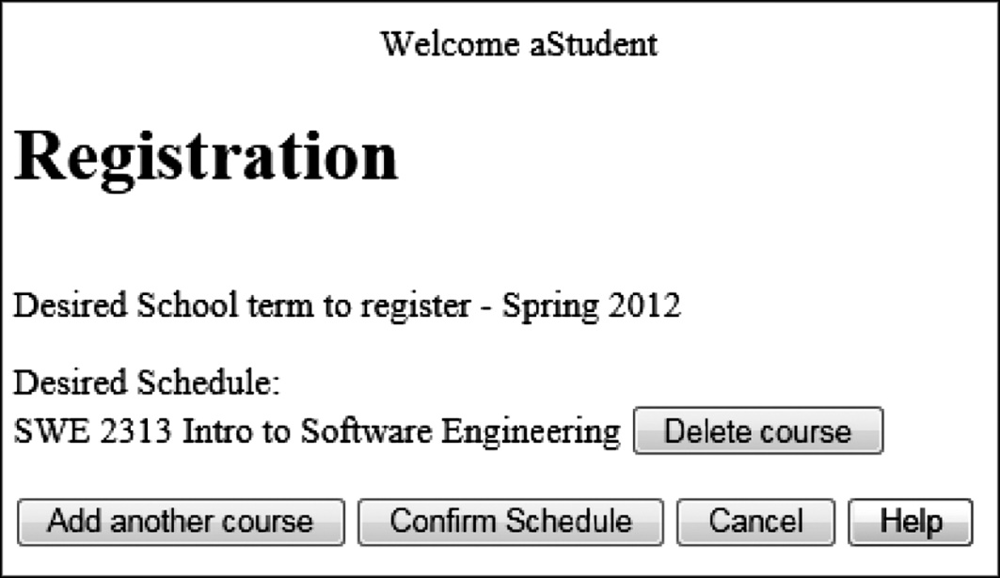 Welcome aStudent
Registration
Desired School term to register - Spring 2012
Desired Schedule:
SWE 2313 Intro to Software Engineering Delete course
Add another course Confirm Schedule Cancel Help